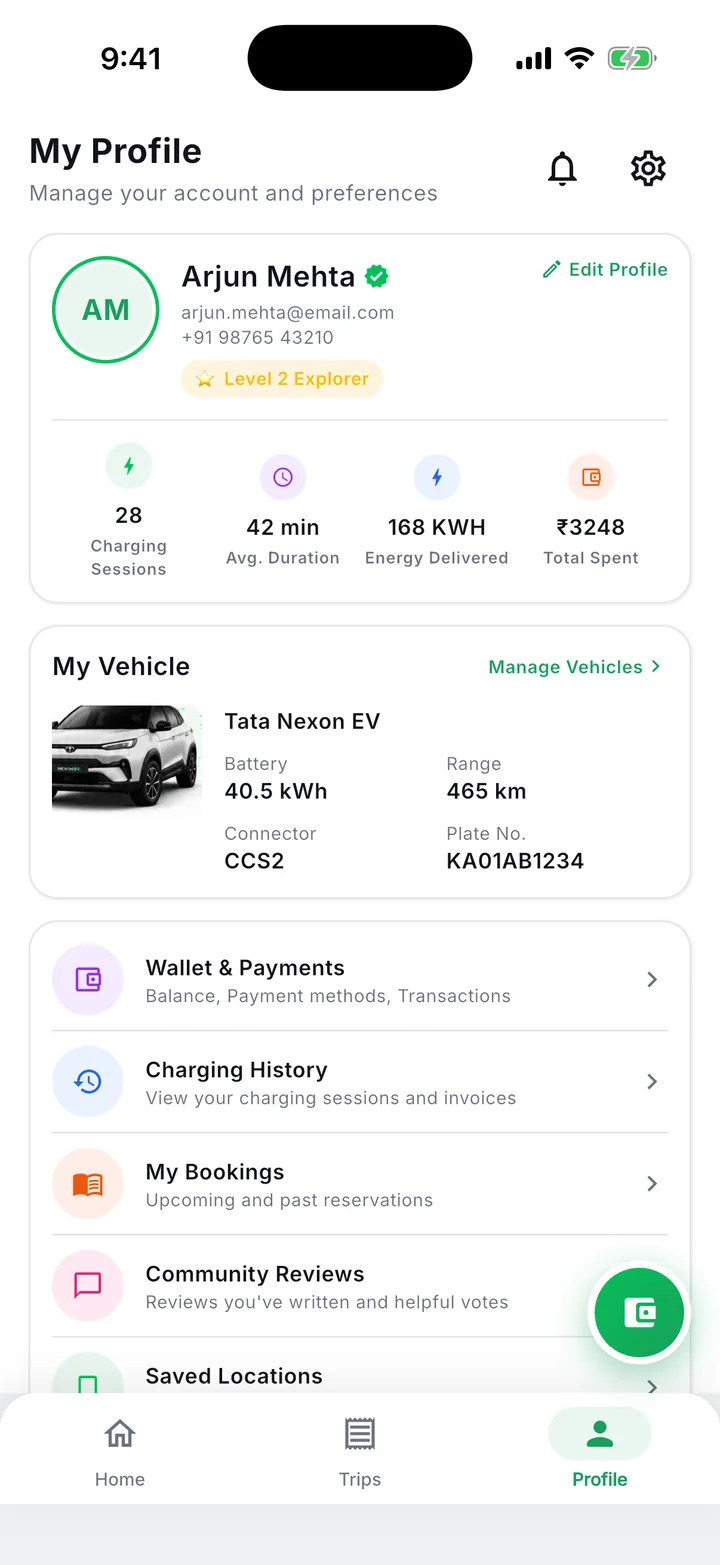 9:41
My Profile
Manage your account and preferences
AM
Arjun Mehta
Edit Profile
arjun.mehta@email.com
+91 98765 43210
Level 2 Explorer
28
Charging
Sessions
42 min
Avg. Duration
168 KWH
Energy Delivered
₹3248
Total Spent
My Vehicle
Manage Vehicles
Tata Nexon EV
Battery
Range
40.5 kWh
465 km
Connector
Plate No.
CCS2
KA01AB1234
Wallet & Payments
Balance, Payment methods, Transactions
Charging History
View your charging sessions and invoices
My Bookings
Upcoming and past reservations
Community Reviews
Reviews you've written and helpful votes
Saved Locations
Home
Trips
Profile